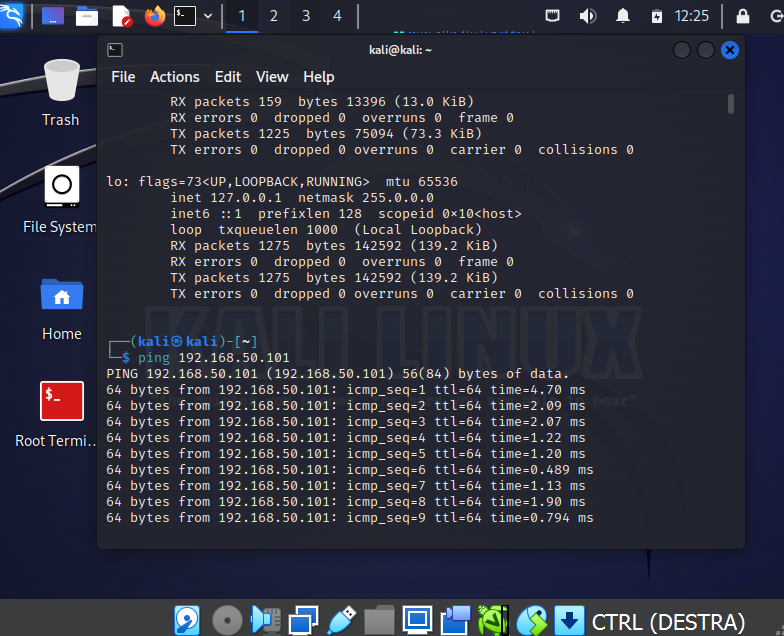 1 2 3 4 12:25
kali@kali: ~
File Actions Edit View Help
RX packets 159  bytes 13396 (13.0 KiB)
RX errors 0  dropped 0  overruns 0  frame 0
TX packets 1225  bytes 75094 (73.3 KiB)
TX errors 0  dropped 0 overruns 0  carrier 0  collisions 0
lo: flags=73<UP,LOOPBACK,RUNNING>  mtu 65536
inet 127.0.0.1  netmask 255.0.0.0
inet6 ::1  prefixlen 128  scopeid 0×10<host>
loop  txqueuelen 1000  (Local Loopback)
RX packets 1275  bytes 142592 (139.2 KiB)
RX errors 0  dropped 0  overruns 0  frame 0
TX packets 1275  bytes 142592 (139.2 KiB)
TX errors 0  dropped 0 overruns 0  carrier 0  collisions 0
┌──(kali㉿kali)-[~]
└─$ ping 192.168.50.101
PING 192.168.50.101 (192.168.50.101) 56(84) bytes of data.
64 bytes from 192.168.50.101: icmp_seq=1 ttl=64 time=4.70 ms
64 bytes from 192.168.50.101: icmp_seq=2 ttl=64 time=2.09 ms
64 bytes from 192.168.50.101: icmp_seq=3 ttl=64 time=2.07 ms
64 bytes from 192.168.50.101: icmp_seq=4 ttl=64 time=1.22 ms
64 bytes from 192.168.50.101: icmp_seq=5 ttl=64 time=1.20 ms
64 bytes from 192.168.50.101: icmp_seq=6 ttl=64 time=0.489 ms
64 bytes from 192.168.50.101: icmp_seq=7 ttl=64 time=1.13 ms
64 bytes from 192.168.50.101: icmp_seq=8 ttl=64 time=1.90 ms
64 bytes from 192.168.50.101: icmp_seq=9 ttl=64 time=0.794 ms
KALI LINUX
hear"
Trash
File System
Home
Root Termi…
CTRL (DESTRA)